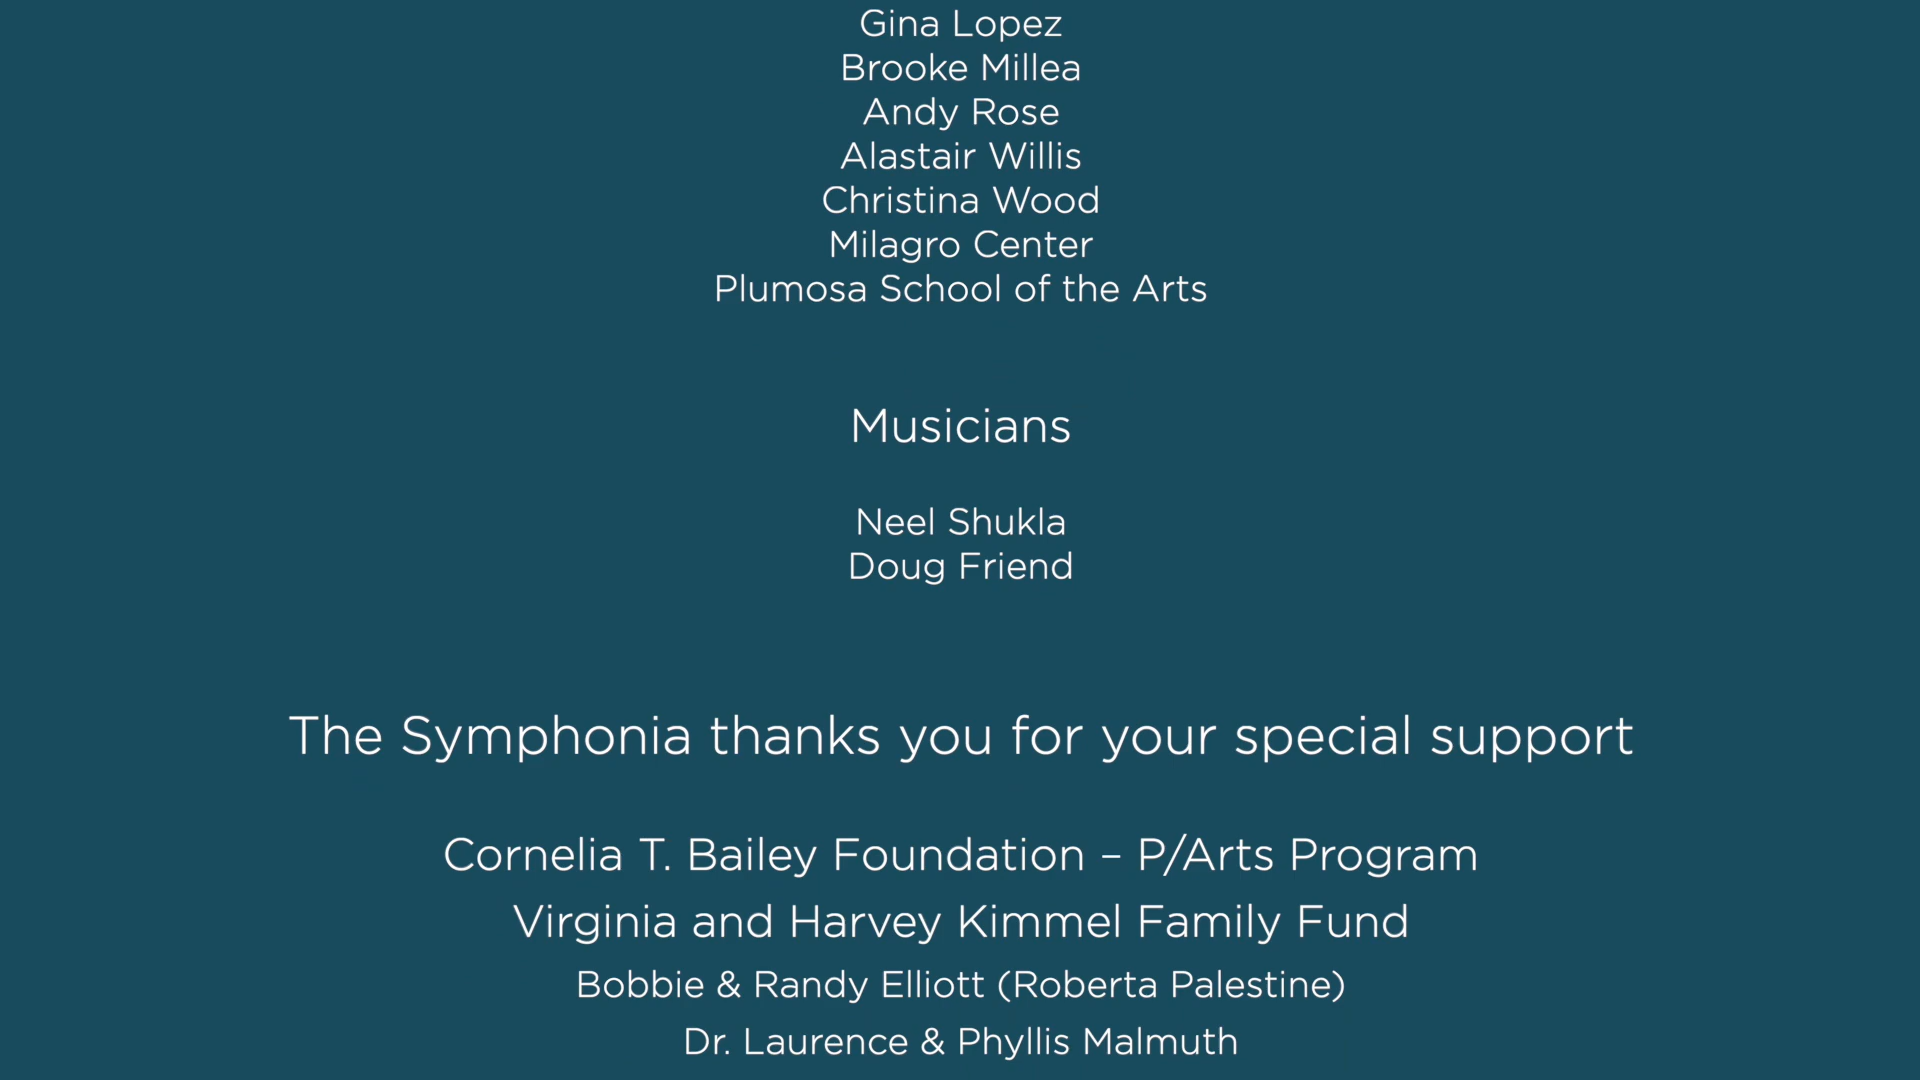 Gina Lopez
Brooke Millea
Andy Rose
Alastair Willis
Christina Wood
Milagro Center
Plumosa School of the Arts
Musicians
Neel Shukla
Doug Friend
The Symphonia thanks you for your special support
Cornelia T. Bailey Foundation – P/Arts Program
Virginia and Harvey Kimmel Family Fund
Bobbie & Randy Elliott (Roberta Palestine)
Dr. Laurence & Phyllis Malmuth